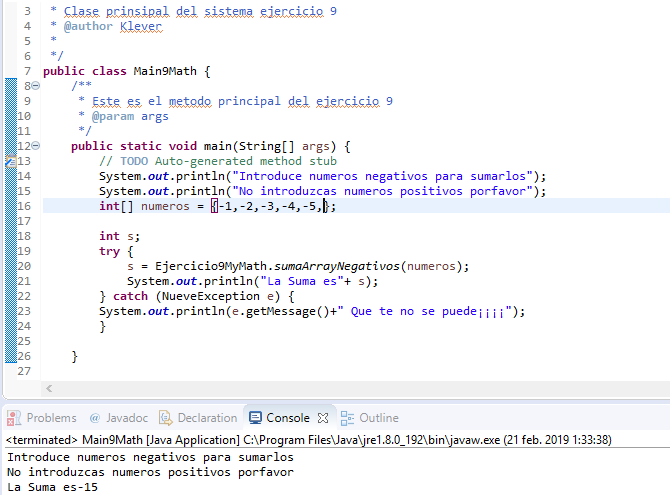 3 * Clase prinsipal del sistema ejercicio 9
4 * @author Klever
5 *
6 */
7 public class Main9Math {
8 /**
9 * Este es el metodo principal del ejercicio 9
10 * @param args
11 */
12 public static void main(String[] args) {
13 // TODO Auto-generated method stub
14 System.out.println("Introduce numeros negativos para sumarlos");
15 System.out.println("No introduzcas numeros positivos porfavor");
16 int[] numeros = {-1,-2,-3,-4,-5,};
17
18 int s;
19 try {
20 s = Ejercicio9MyMath.sumaArrayNegativos(numeros);
21 System.out.println("La Suma es"+ s);
22 } catch (NueveException e) {
23 System.out.println(e.getMessage()+" Que te no se puede¡¡¡¡");
24 }
25
26 }
27
Problems @ Javadoc Declaration Console Outline
<terminated> Main9Math [Java Application] C:\Program Files\Java\jre1.8.0_192\bin\javaw.exe (21 feb. 2019 1:33:38)
Introduce numeros negativos para sumarlos
No introduzcas numeros positivos porfavor
La Suma es-15